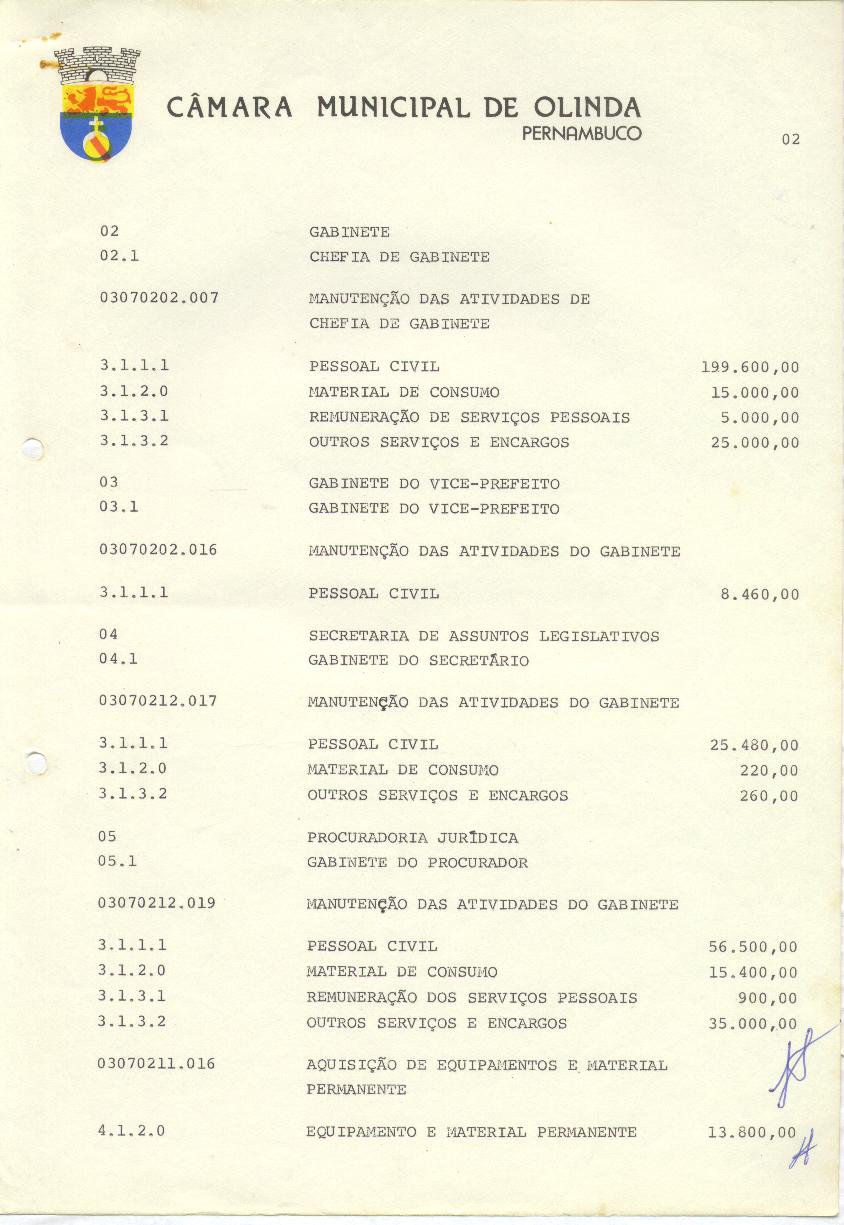 CÂMARA MUNICIPAL DE OLINDA
PERNAMBUCO
02
02 GABINETE
02.1 CHEFIA DE GABINETE
03070202.007 MANUTENÇÃO DAS ATIVIDADES DE
CHEFIA DE GABINETE
3.1.1.1 PESSOAL CIVIL 199.600,00
3.1.2.0 MATERIAL DE CONSUMO 15.000,00
3.1.3.1 REMUNERAÇÃO DE SERVIÇOS PESSOAIS 5.000,00
3.1.3.2 OUTROS SERVIÇOS E ENCARGOS 25.000,00
03 GABINETE DO VICE-PREFEITO
03.1 GABINETE DO VICE-PREFEITO
03070202.016 MANUTENÇÃO DAS ATIVIDADES DO GABINETE
3.1.1.1 PESSOAL CIVIL 8.460,00
04 SECRETARIA DE ASSUNTOS LEGISLATIVOS
04.1 GABINETE DO SECRETÁRIO
03070212.017 MANUTENÇÃO DAS ATIVIDADES DO GABINETE
3.1.1.1 PESSOAL CIVIL 25.480,00
3.1.2.0 MATERIAL DE CONSUMO 220,00
3.1.3.2 OUTROS SERVIÇOS E ENCARGOS 260,00
05 PROCURADORIA JURÍDICA
05.1 GABINETE DO PROCURADOR
03070212.019 MANUTENÇÃO DAS ATIVIDADES DO GABINETE
3.1.1.1 PESSOAL CIVIL 56.500,00
3.1.2.0 MATERIAL DE CONSUMO 15.400,00
3.1.3.1 REMUNERAÇÃO DOS SERVIÇOS PESSOAIS 900,00
3.1.3.2 OUTROS SERVIÇOS E ENCARGOS 35.000,00
03070211.016 AQUISIÇÃO DE EQUIPAMENTOS E MATERIAL
PERMANENTE
4.1.2.0 EQUIPAMENTO E MATERIAL PERMANENTE 13.800,00